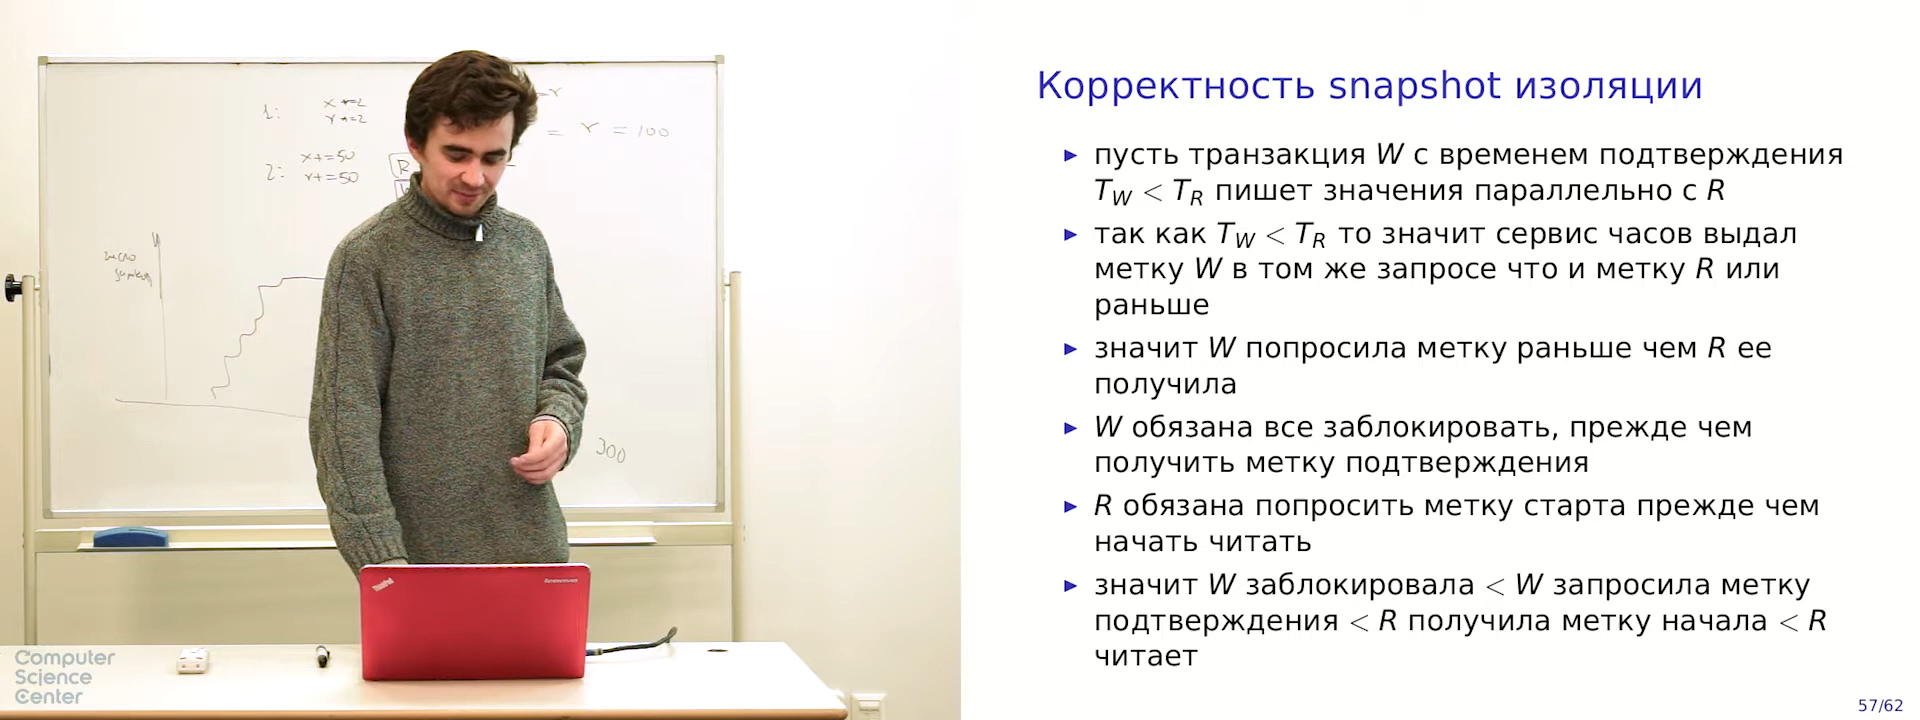 1: x+=2
y+=2
= y = 100
2: x+=50
y+=50
R
число
300
ThinkPad
Lenovo
Computer
Science
Center
Корректность snapshot изоляции
▶ пусть транзакция W с временем подтверждения
T_W < T_R пишет значения параллельно с R
▶ так как T_W < T_R то значит сервис часов выдал
метку W в том же запросе что и метку R или
раньше
▶ значит W попросила метку раньше чем R ее
получила
▶ W обязана все заблокировать, прежде чем
получить метку подтверждения
▶ R обязана попросить метку старта прежде чем
начать читать
▶ значит W заблокировала < W запросила метку
подтверждения < R получила метку начала < R
читает
57/62